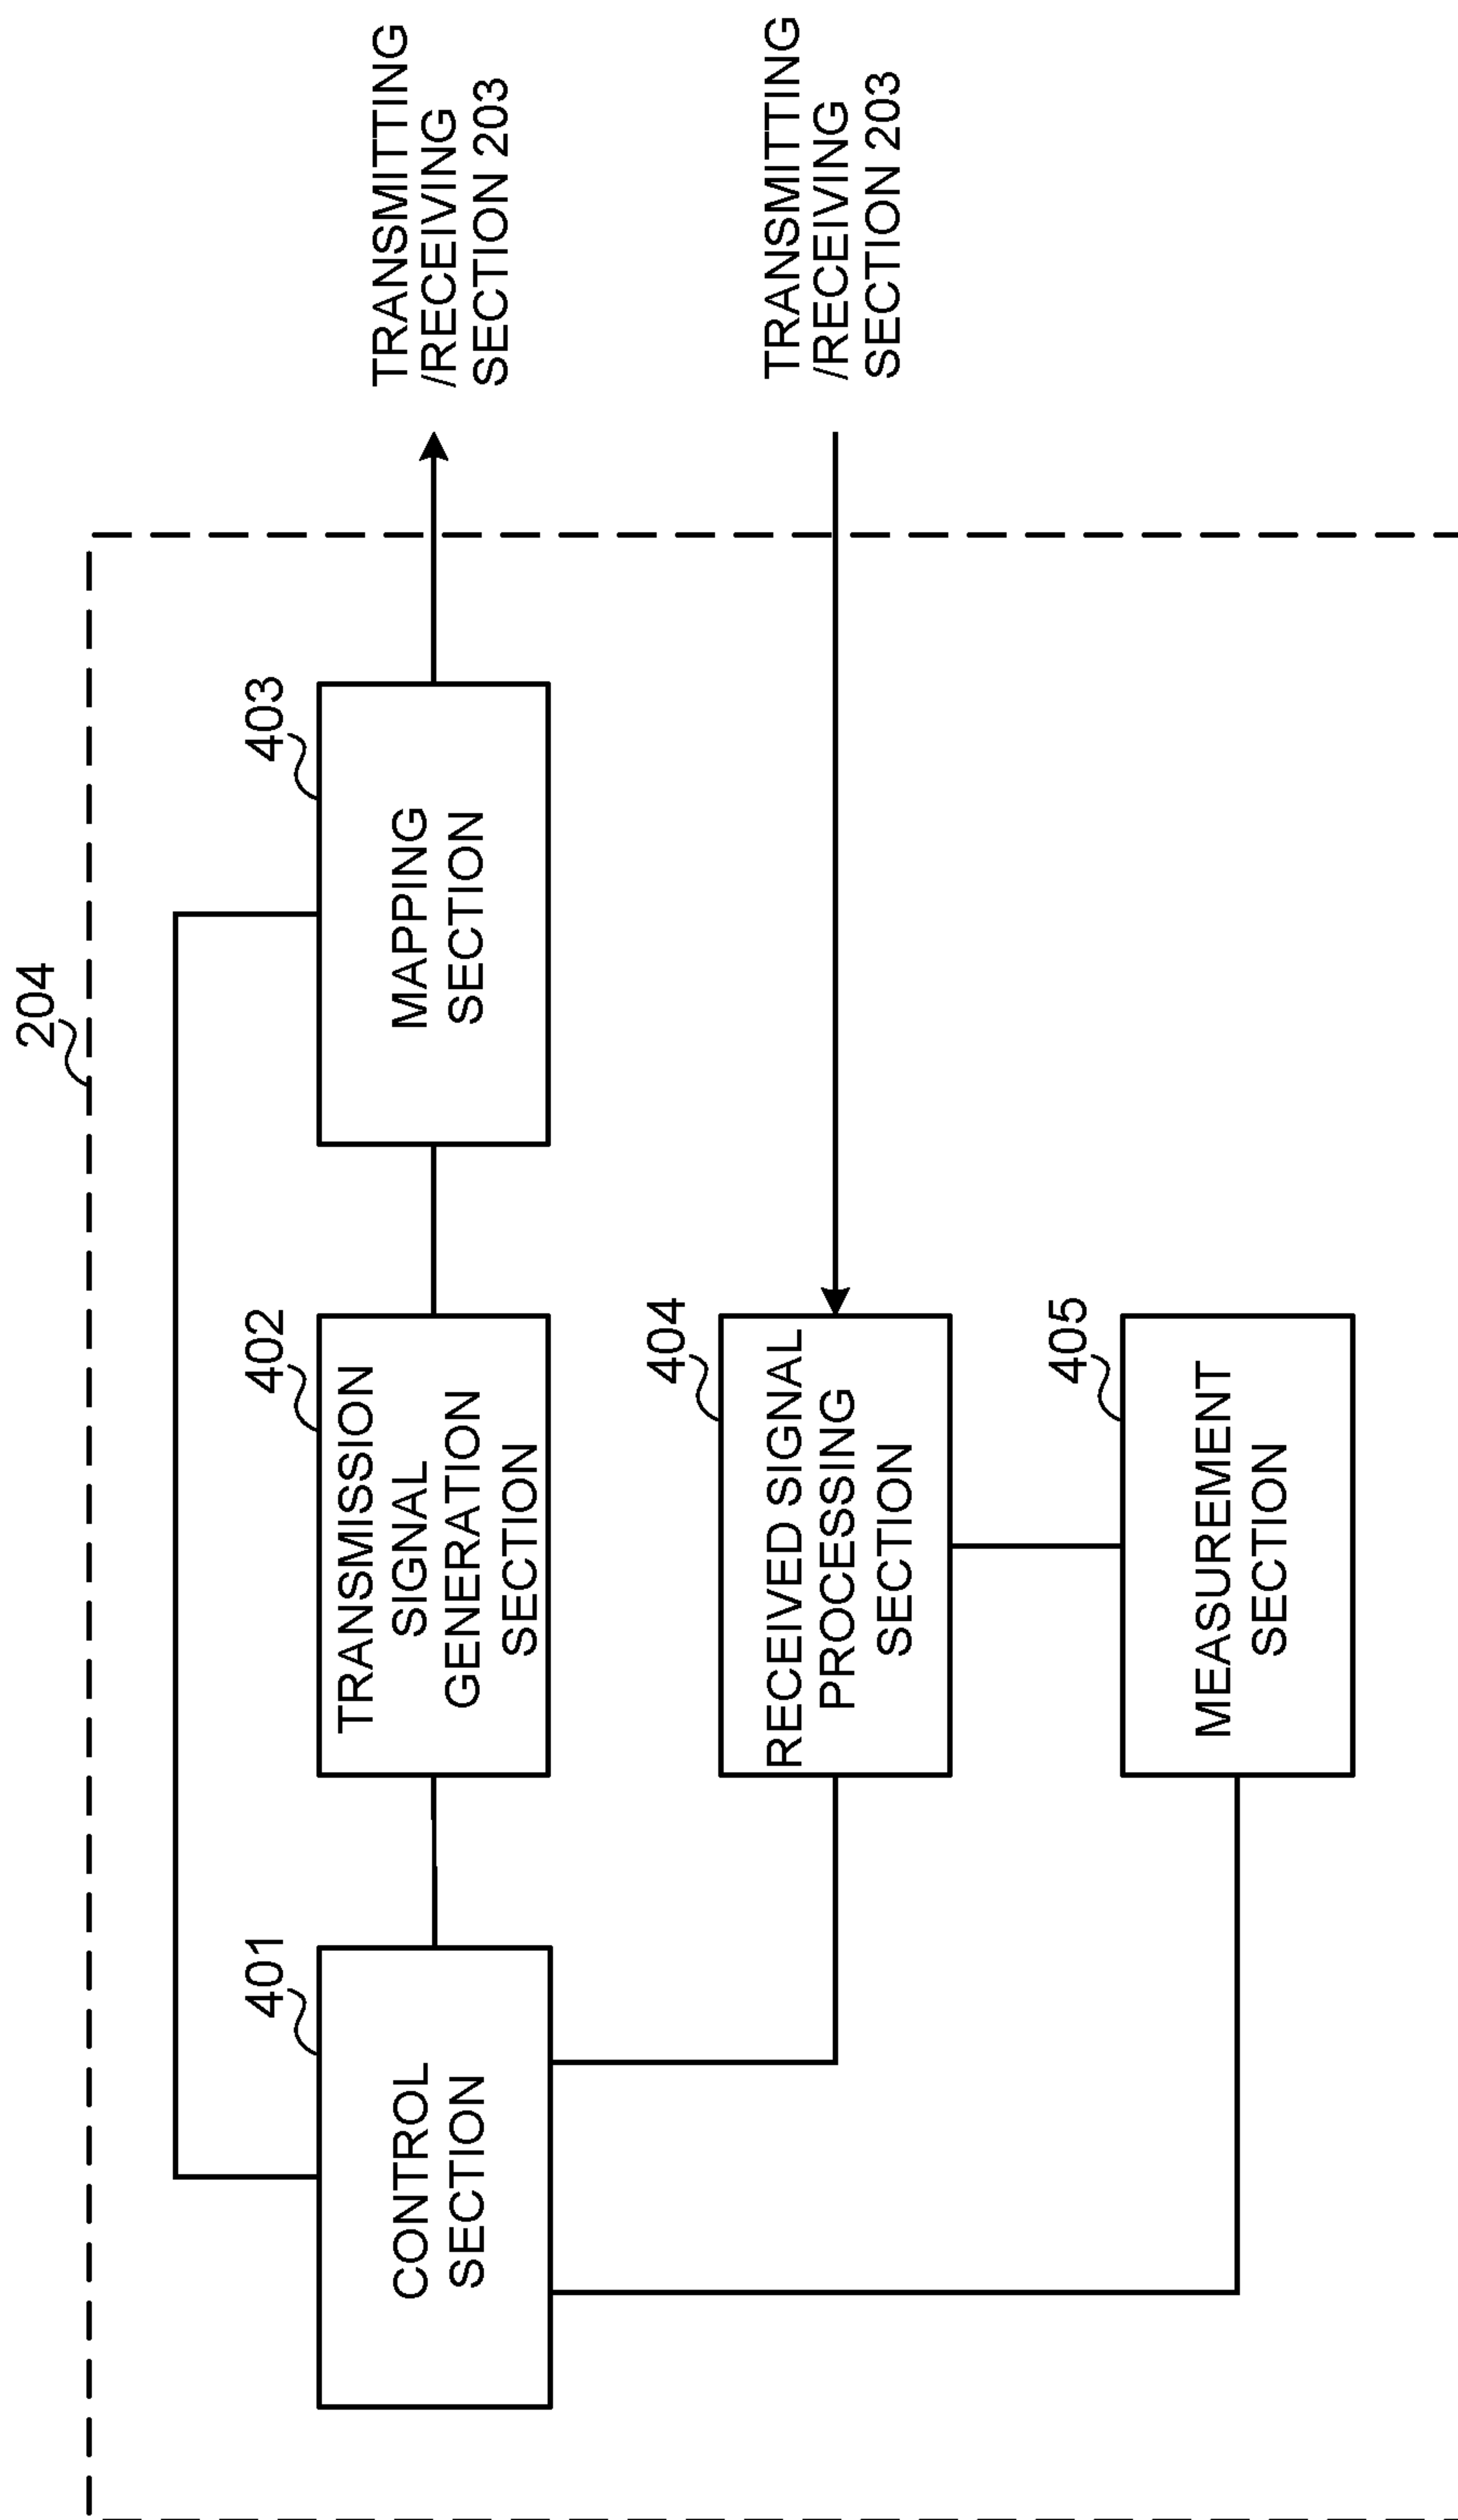 204
401
CONTROL
SECTION
402
TRANSMISSION
SIGNAL
GENERATION
SECTION
403
MAPPING
SECTION
TRANSMITTING
/RECEIVING
SECTION 203
404
RECEIVED SIGNAL
PROCESSING
SECTION
TRANSMITTING
/RECEIVING
SECTION 203
405
MEASUREMENT
SECTION